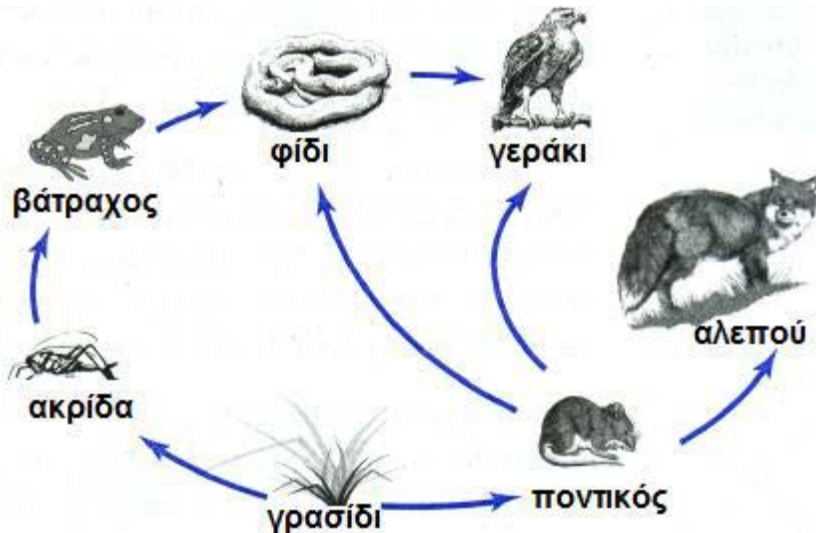 φίδι
γεράκι
βάτραχος
αλεπού
ακρίδα
ποντικός
γρασίδι